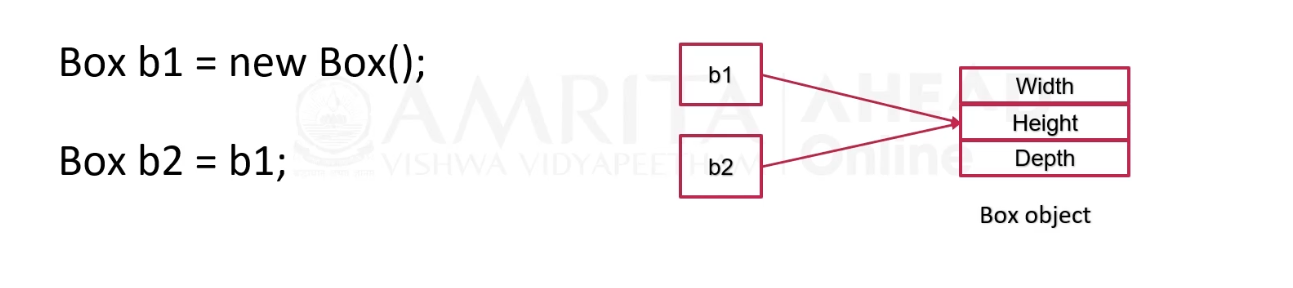 Box b1 = new Box();
Box b2 = b1;
b1
b2
Width
Height
Depth
Box object
AMRITA
VISHWA VIDYAPEETHAM
AHEAD
Online